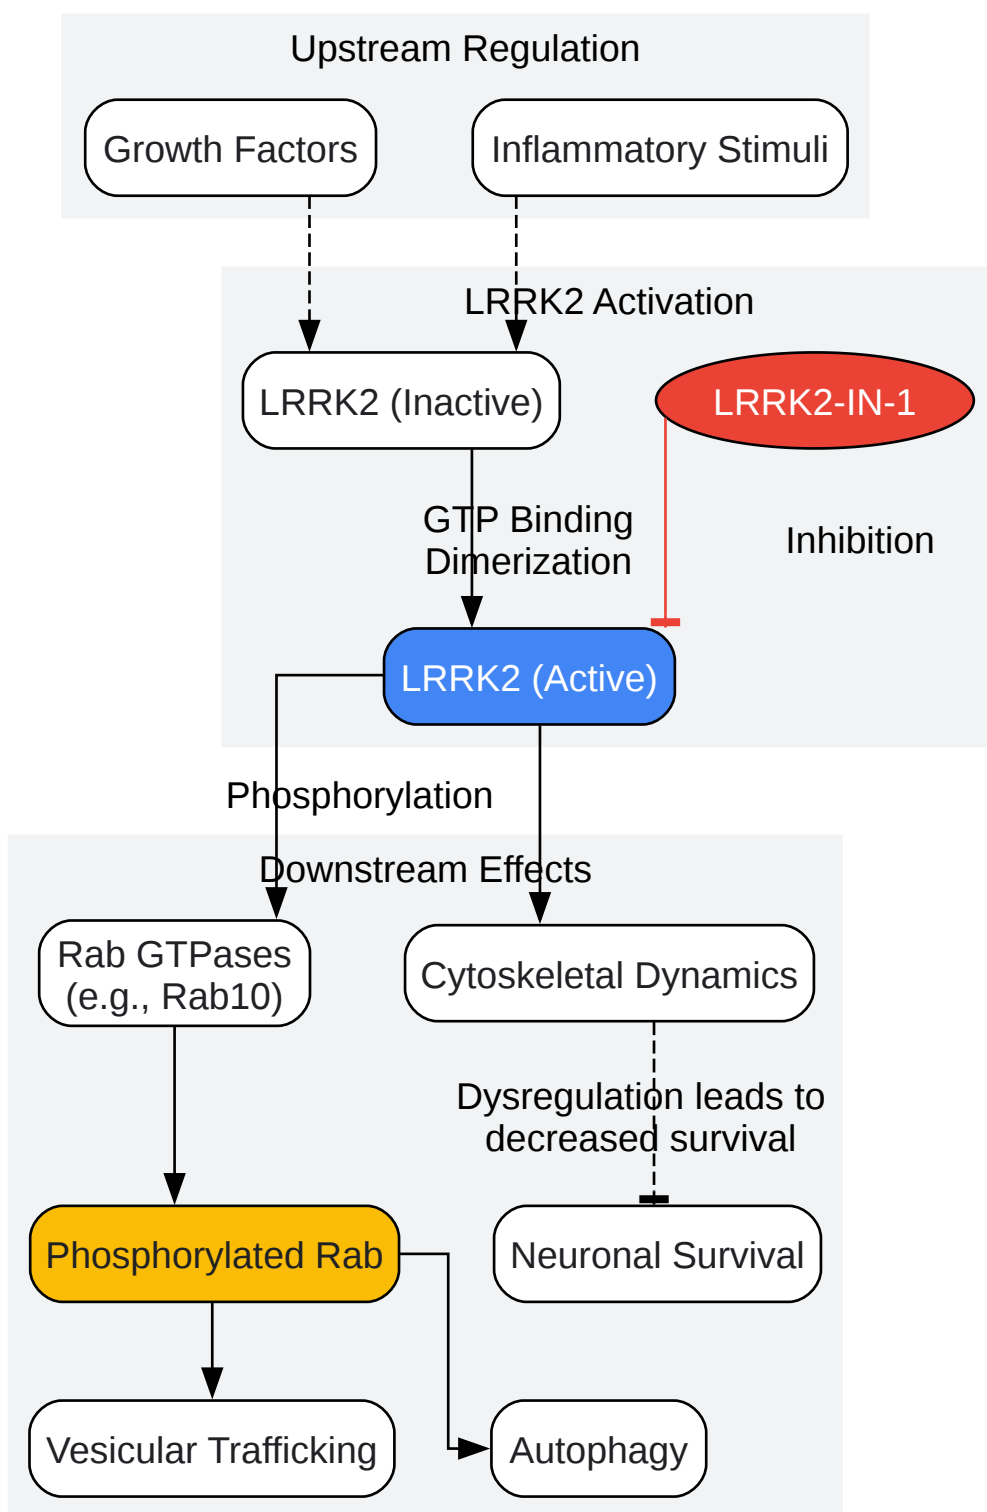 Upstream Regulation
Growth Factors
Inflammatory Stimuli
LRRK2 Activation
LRRK2 (Inactive)
LRRK2-IN-1
GTP Binding
Dimerization
Inhibition
LRRK2 (Active)
Phosphorylation
Downstream Effects
Rab GTPases
(e.g., Rab10)
Cytoskeletal Dynamics
Dysregulation leads to
decreased survival
Phosphorylated Rab
Neuronal Survival
Vesicular Trafficking
Autophagy